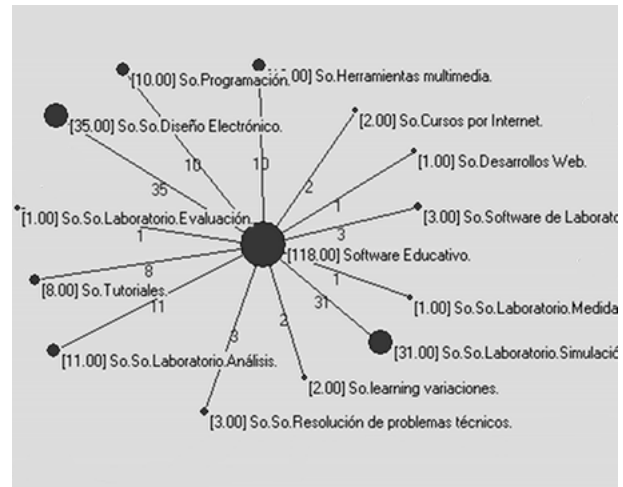 [10.00] So.Programación.
.00] So.Herramientas multimedia.
[35.00] So.So.Diseño Electrónico.
[2.00] So.Cursos por Internet.
10
10
[1.00] So.Desarrollos Web.
35
2
1
[1.00] So.So.Laboratorio.Evaluación.
[3.00] So.Software de Laborato
1
3
[118.00] Software Educativo.
8
1
[8.00] So.Tutoriales.
11
31
[1.00] So.So.Laboratorio.Medida
3
2
[31.00] So.So.Laboratorio.Simulació
[11.00] So.So.Laboratorio.Análisis.
[2.00] So.learning variaciones.
[3.00] So.So.Resolución de problemas técnicos.